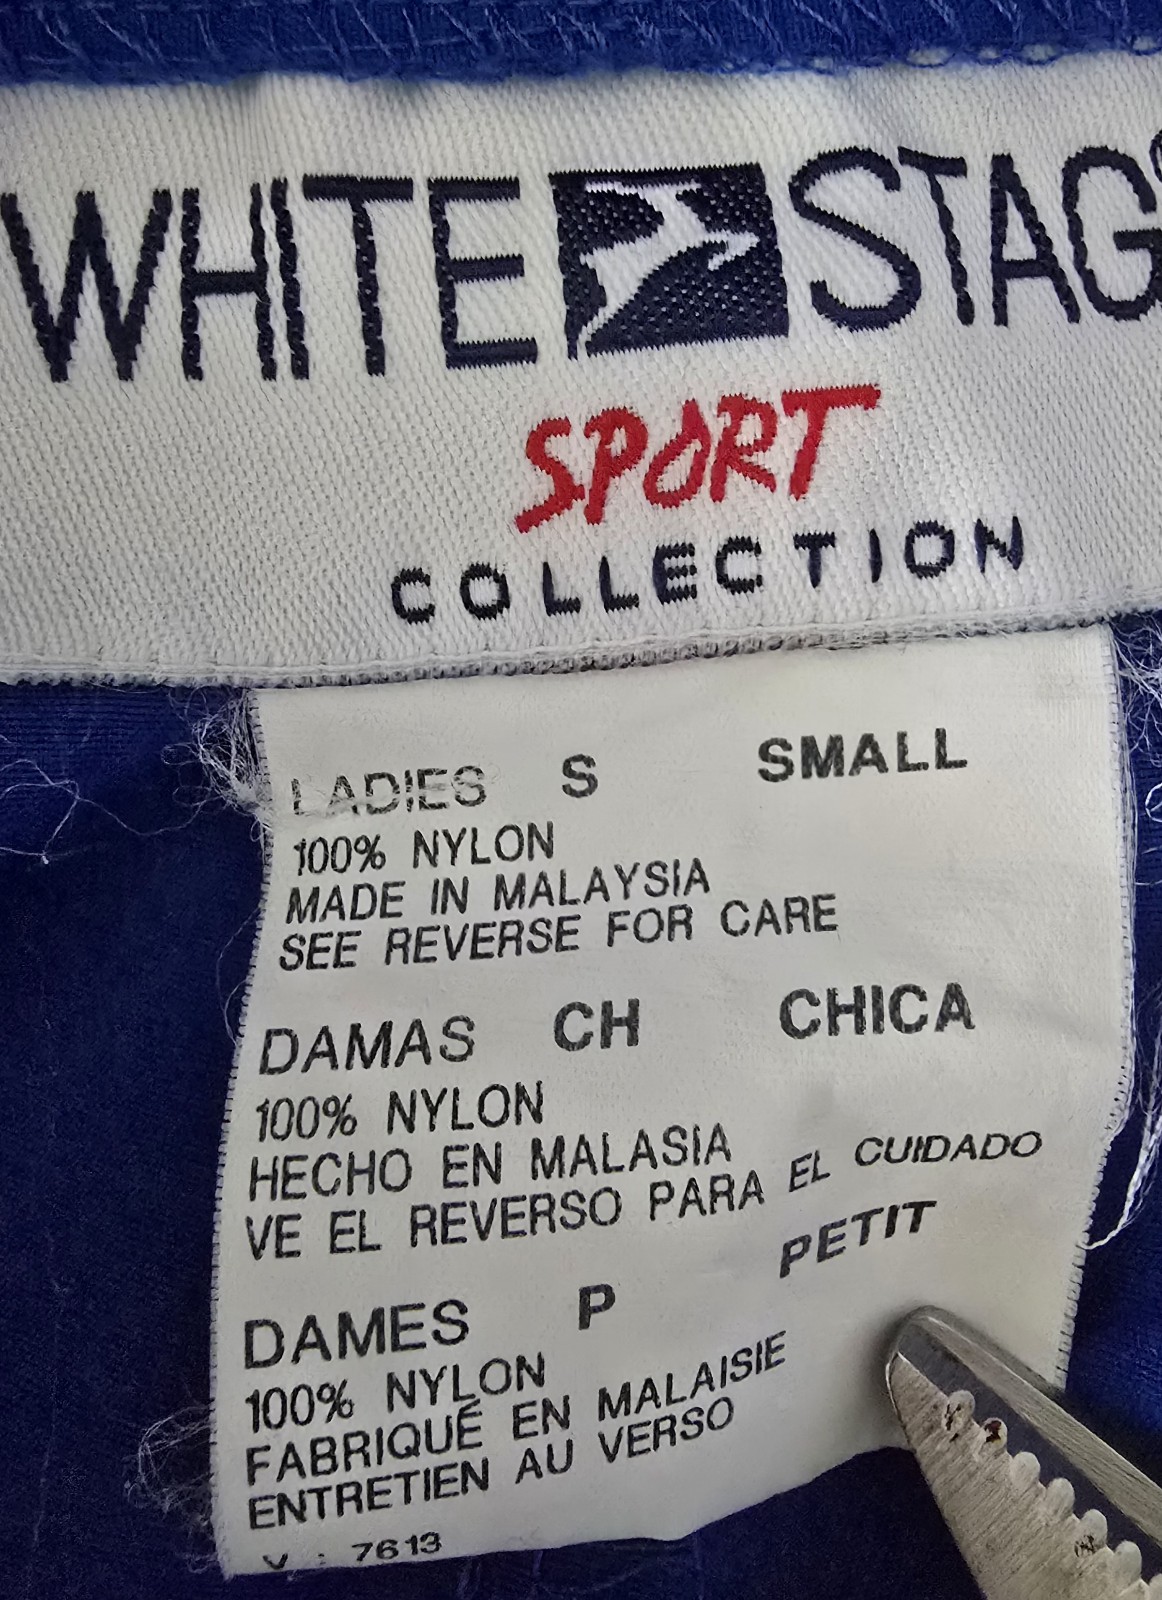 WHITE STAG
SPORT
COLLECTION
LADIES S SMALL
100% NYLON
MADE IN MALAYSIA
SEE REVERSE FOR CARE
DAMAS CH CHICA
100% NYLON
HECHO EN MALASIA
VE EL REVERSO PARA EL CUIDADO
DAMES P PETIT
100% NYLON
FABRIQUÉ EN MALAISIE
ENTRETIEN AU VERSO
V : 7613